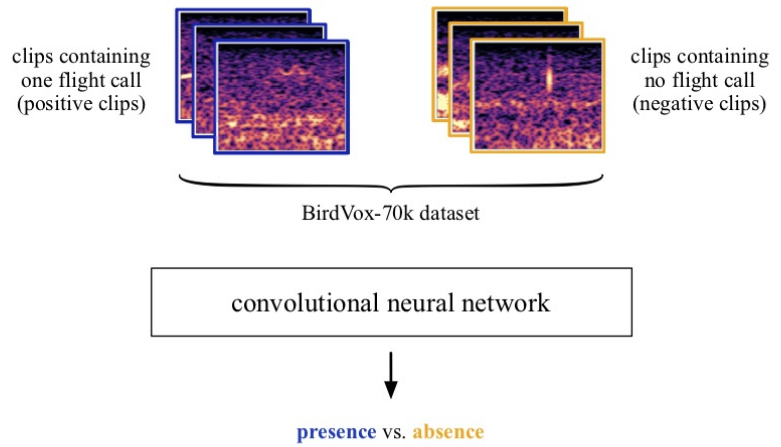 clips containing
one flight call
(positive clips)
clips containing
no flight call
(negative clips)
BirdVox-70k dataset
convolutional neural network
presence vs. absence